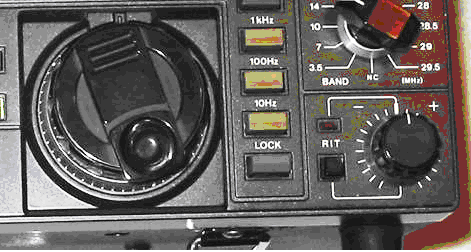 1kHz
100Hz
10Hz
LOCK
14
10
7
3.5
28
28.5
29
29.5
BAND
NC
(MHz)
−
+
RIT